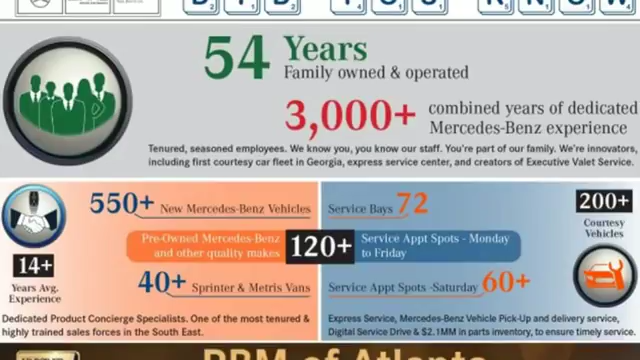 DID YOU KNOW
54 Years
Family owned & operated
3,000+ combined years of dedicated
Mercedes-Benz experience
Tenured, seasoned employees. We know you, you know our staff. You're part of our family. We're innovators,
including first courtesy car fleet in Georgia, express service center, and creators of Executive Valet Service.
550+ New Mercedes-Benz Vehicles
Pre-Owned Mercedes-Benz
and other quality makes
120+
40+ Sprinter & Metris Vans
14+
Years Avg.
Experience
Dedicated Product Concierge Specialists. One of the most tenured &
highly trained sales forces in the South East.
Service Bays 72
Service Appt Spots - Monday
to Friday
Service Appt Spots -Saturday 60+
200+
Courtesy
Vehicles
Express Service, Mercedes-Benz Vehicle Pick-Up and delivery service,
Digital Service Drive & $2.1MM in parts inventory, to ensure timely service.
RBM of Atlanta